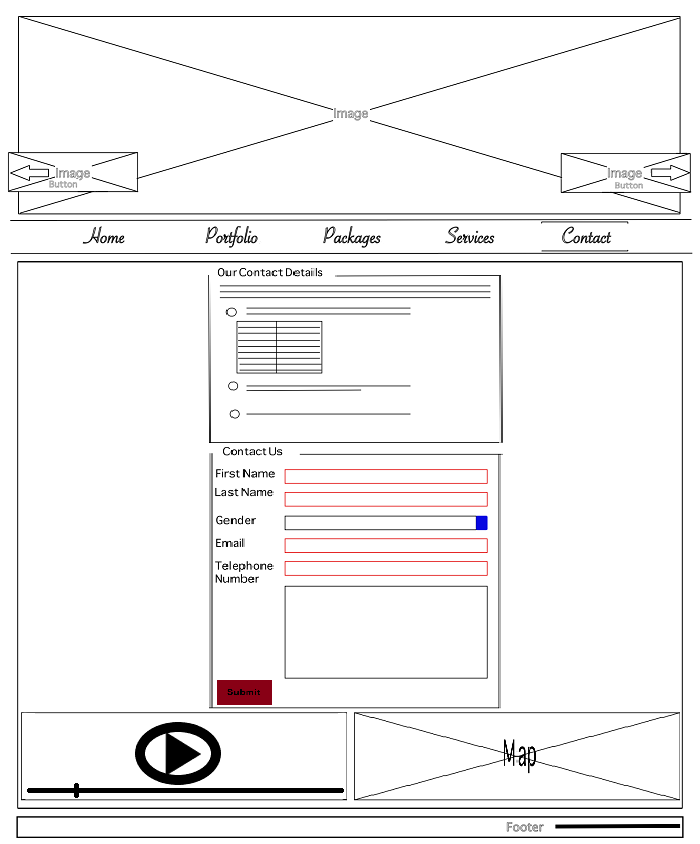 Image
Image
Button
Image
Button
Home Portfolio Packages Services Contact
Our Contact Details
Contact Us
First Name
Last Name
Gender
Email
Telephone
Number
Submit
Map
Footer